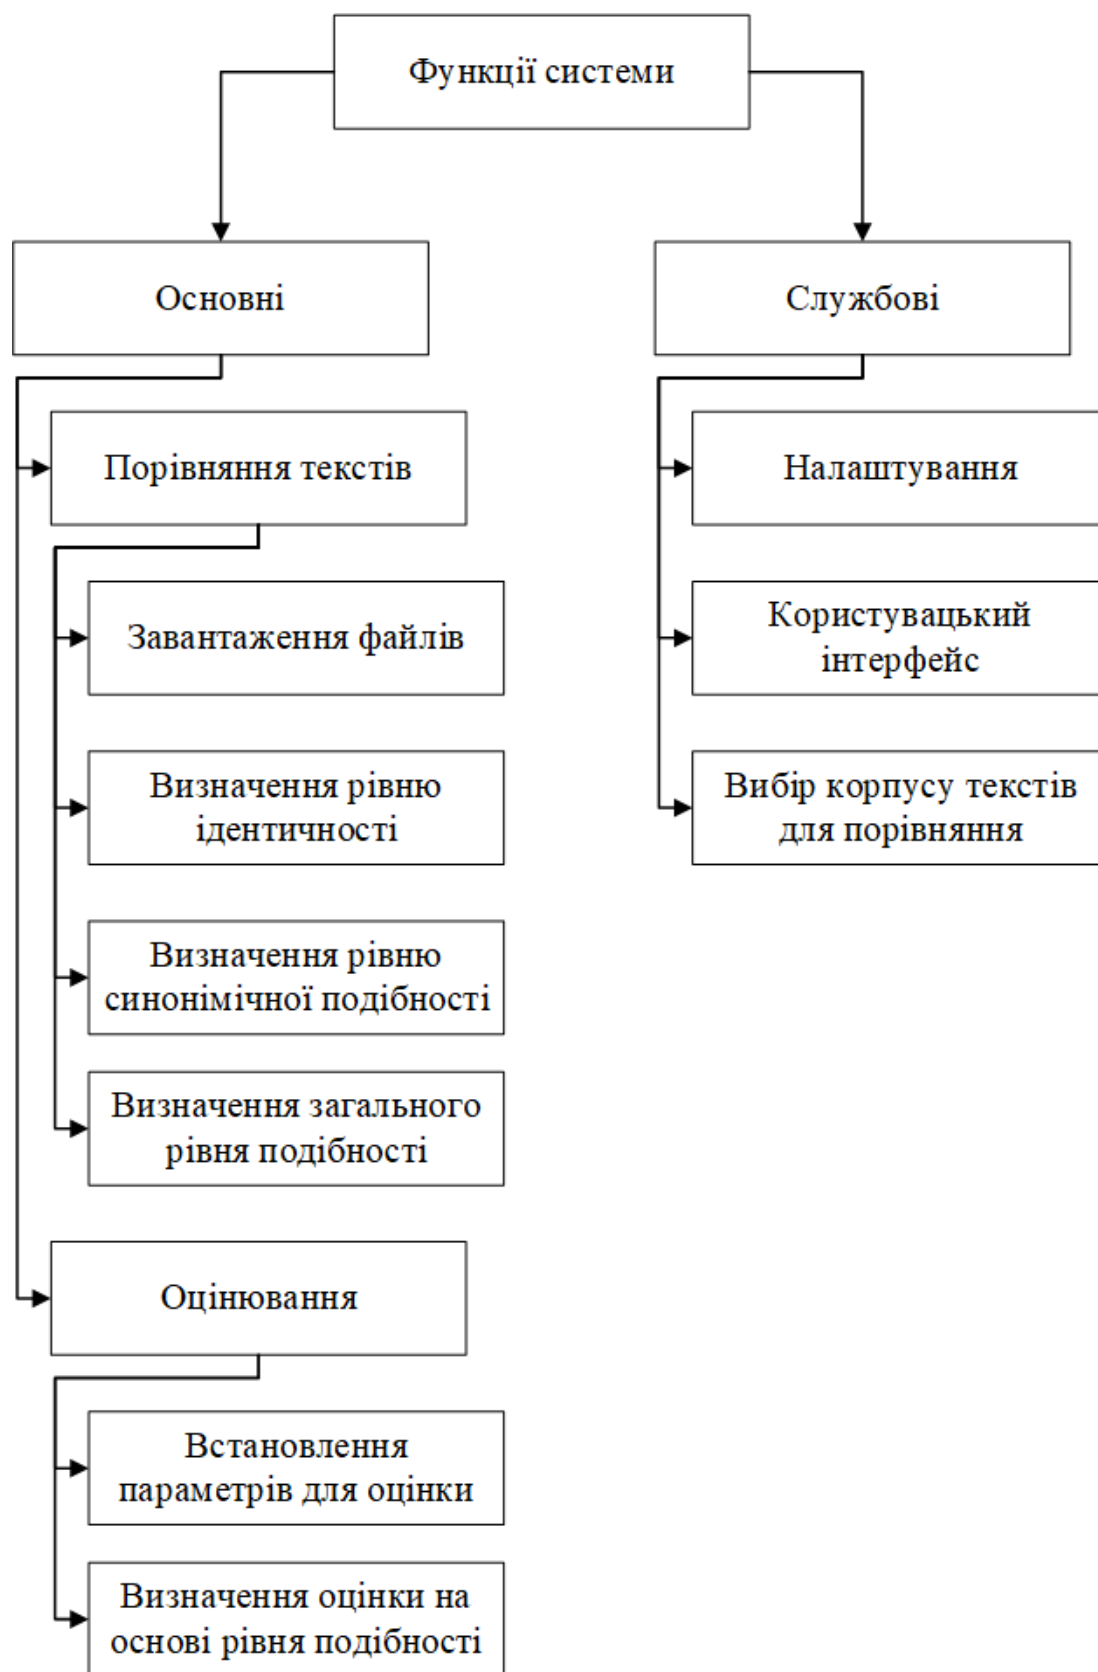 Функції системи
Основні
Службові
Порівняння текстів
Налаштування
Завантаження файлів
Користувацький
інтерфейс
Визначення рівню
ідентичності
Вибір корпусу текстів
для порівняння
Визначення рівню
синонімічної подібності
Визначення загального
рівня подібності
Оцінювання
Встановлення
параметрів для оцінки
Визначення оцінки на
основі рівня подібності